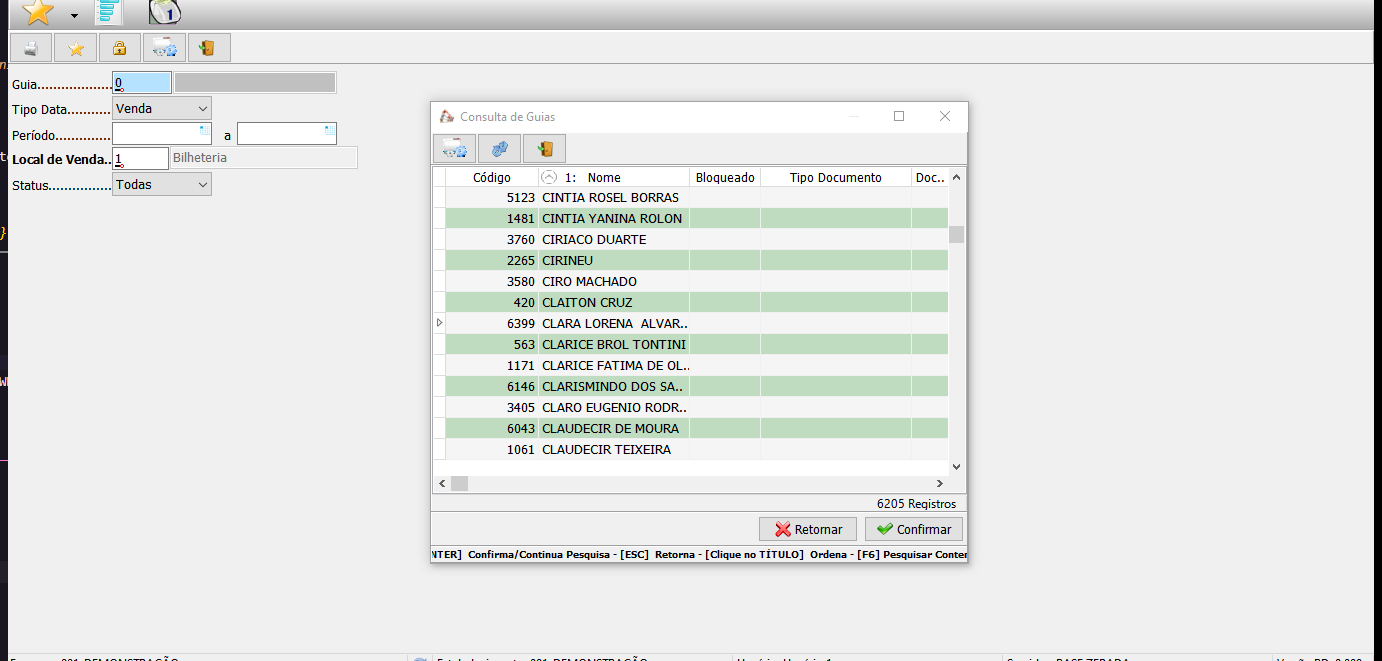 1
Guia.................. 0
Tipo Data........... Venda
Período.............. a
Local de Venda.. 1 Bilheteria
Status................ Todas
Consulta de Guias
Código 1: Nome Bloqueado Tipo Documento Doc..
5123 CINTIA ROSEL BORRAS
1481 CINTIA YANINA ROLON
3760 CIRIACO DUARTE
2265 CIRINEU
3580 CIRO MACHADO
420 CLAITON CRUZ
6399 CLARA LORENA ALVAR..
563 CLARICE BROL TONTINI
1171 CLARICE FATIMA DE OL..
6146 CLARISMINDO DOS SA..
3405 CLARO EUGENIO RODR..
6043 CLAUDECIR DE MOURA
1061 CLAUDECIR TEIXEIRA
6205 Registros
Retornar Confirmar
NTER] Confirma/Continua Pesquisa - [ESC] Retorna - [Clique no TÍTULO] Ordena - [F6] Pesquisar Conter